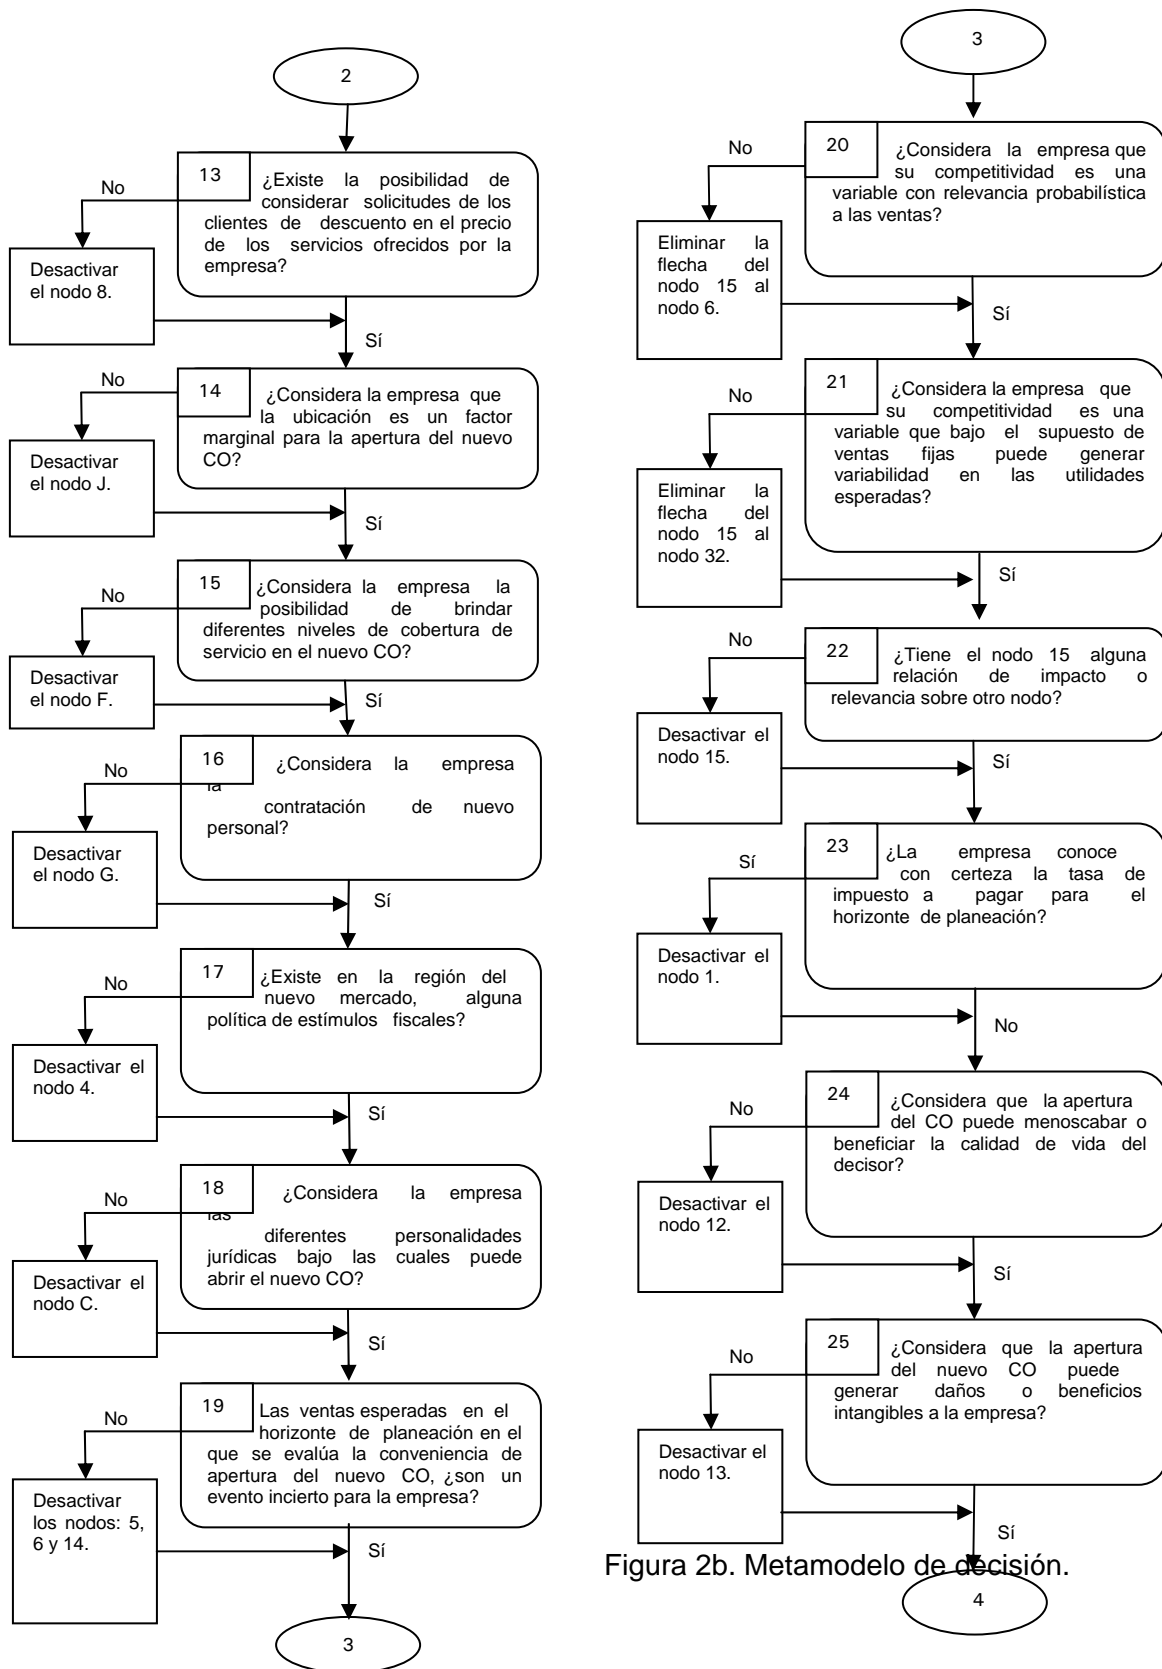 2
13
¿Existe la posibilidad de
considerar solicitudes de los
clientes de descuento en el precio
de los servicios ofrecidos por la
empresa?
No
Desactivar
el nodo 8.
Sí
14
¿Considera la empresa que
la ubicación es un factor
marginal para la apertura del nuevo
CO?
No
Desactivar
el nodo J.
Sí
15
¿Considera la empresa la
posibilidad de brindar
diferentes niveles de cobertura de
servicio en el nuevo CO?
No
Desactivar
el nodo F.
Sí
16
¿Considera la empresa
la
contratación de nuevo
personal?
No
Desactivar
el nodo G.
Sí
17
¿Existe en la región del
nuevo mercado, alguna
política de estímulos fiscales?
No
Desactivar el
nodo 4.
Sí
18
¿Considera la empresa
las
diferentes personalidades
jurídicas bajo las cuales puede
abrir el nuevo CO?
No
Desactivar el
nodo C.
Sí
19
Las ventas esperadas en el
horizonte de planeación en el
que se evalúa la conveniencia de
apertura del nuevo CO, ¿son un
evento incierto para la empresa?
No
Desactivar
los nodos: 5,
6 y 14.
Sí
3
3
20
¿Considera la empresa que
su competitividad es una
variable con relevancia probabilística
a las ventas?
No
Eliminar la
flecha del
nodo 15 al
nodo 6.
Sí
21
¿Considera la empresa que
su competitividad es una
variable que bajo el supuesto de
ventas fijas puede generar
variabilidad en las utilidades
esperadas?
No
Eliminar la
flecha del
nodo 15 al
nodo 32.
Sí
22
¿Tiene el nodo 15 alguna
relación de impacto o
relevancia sobre otro nodo?
No
Desactivar el
nodo 15.
Sí
23
¿La empresa conoce
con certeza la tasa de
impuesto a pagar para el
horizonte de planeación?
Sí
Desactivar el
nodo 1.
No
24
¿Considera que la apertura
del CO puede menoscabar o
beneficiar la calidad de vida del
decisor?
No
Desactivar el
nodo 12.
Sí
25
¿Considera que la apertura
del nuevo CO puede
generar daños o beneficios
intangibles a la empresa?
No
Desactivar el
nodo 13.
Sí
Figura 2b. Metamodelo de decisión.
4